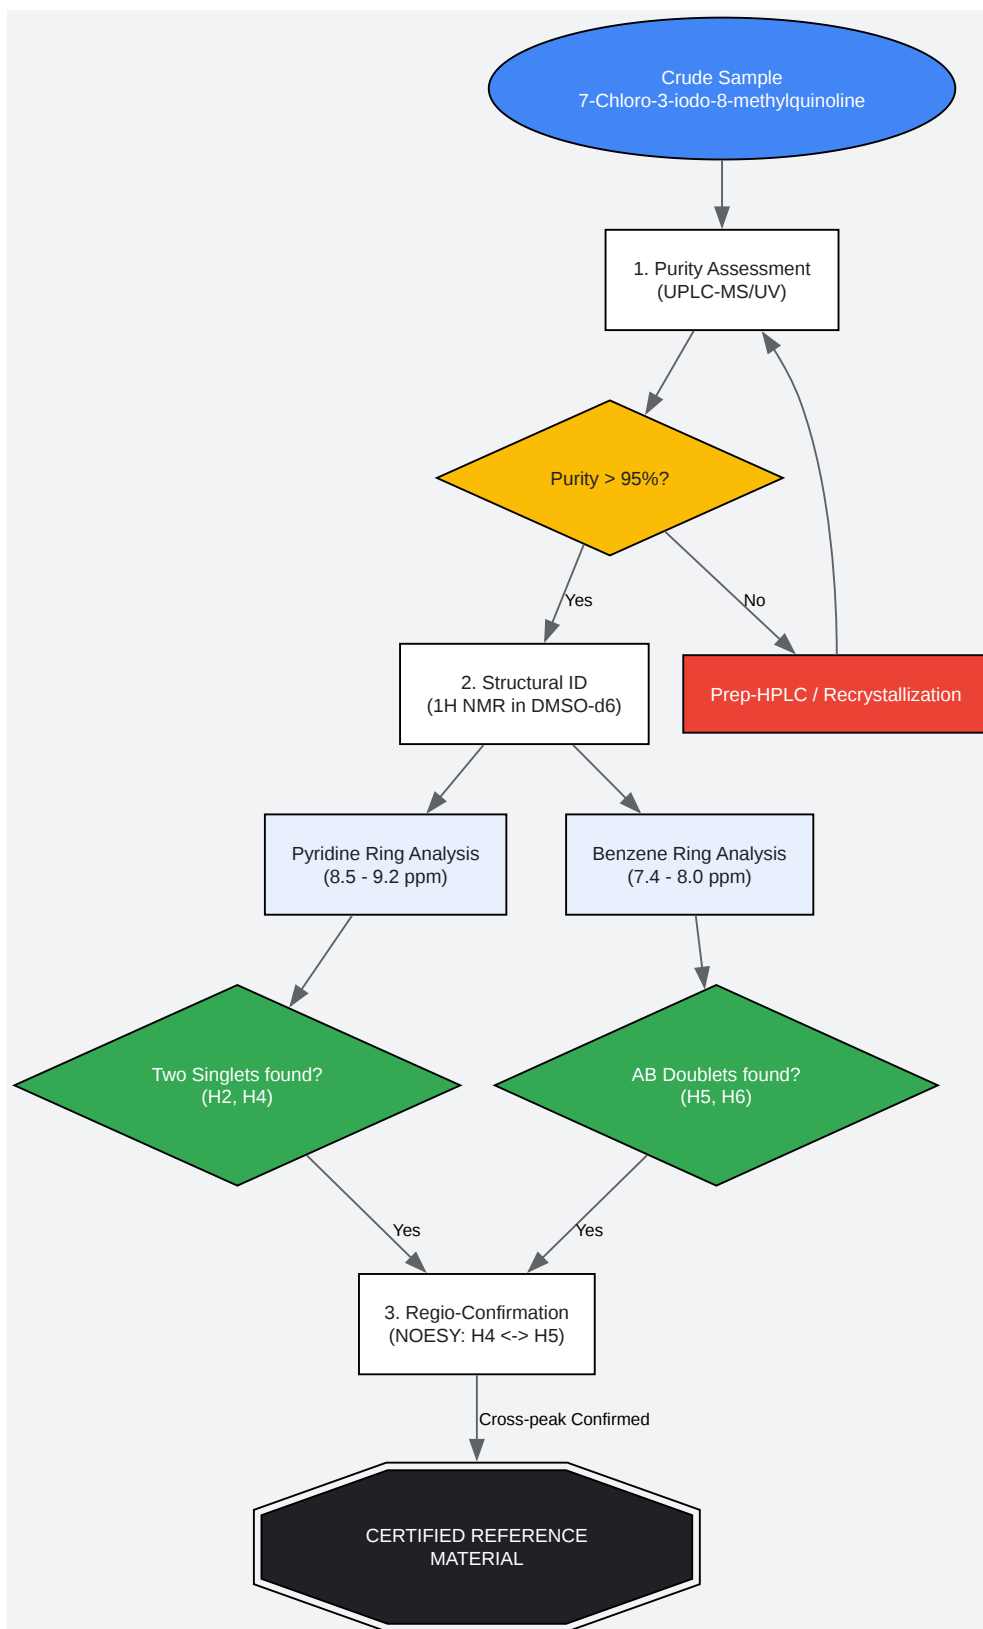 Crude Sample
7-Chloro-3-iodo-8-methylquinoline
1. Purity Assessment
(UPLC-MS/UV)
Purity > 95%?
Yes
No
2. Structural ID
(1H NMR in DMSO-d6)
Prep-HPLC / Recrystallization
Pyridine Ring Analysis
(8.5 - 9.2 ppm)
Benzene Ring Analysis
(7.4 - 8.0 ppm)
Two Singlets found?
(H2, H4)
AB Doublets found?
(H5, H6)
Yes
Yes
3. Regio-Confirmation
(NOESY: H4 <-> H5)
Cross-peak Confirmed
CERTIFIED REFERENCE
MATERIAL